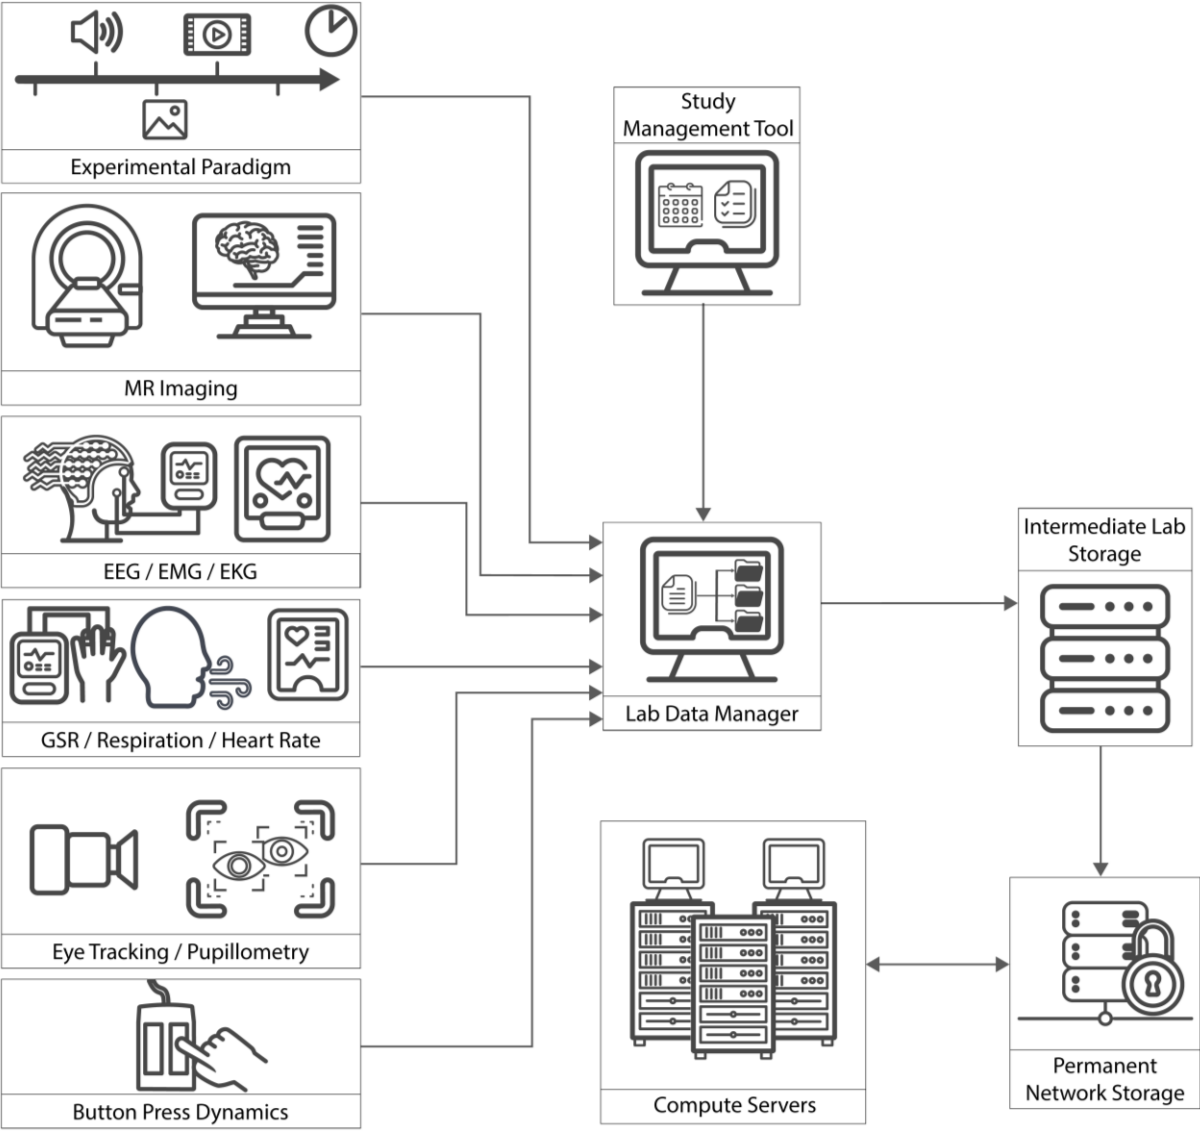 Experimental Paradigm
MR Imaging
EEG / EMG / EKG
GSR / Respiration / Heart Rate
Eye Tracking / Pupillometry
Button Press Dynamics
Study
Management Tool
Lab Data Manager
Intermediate Lab
Storage
Compute Servers
Permanent
Network Storage